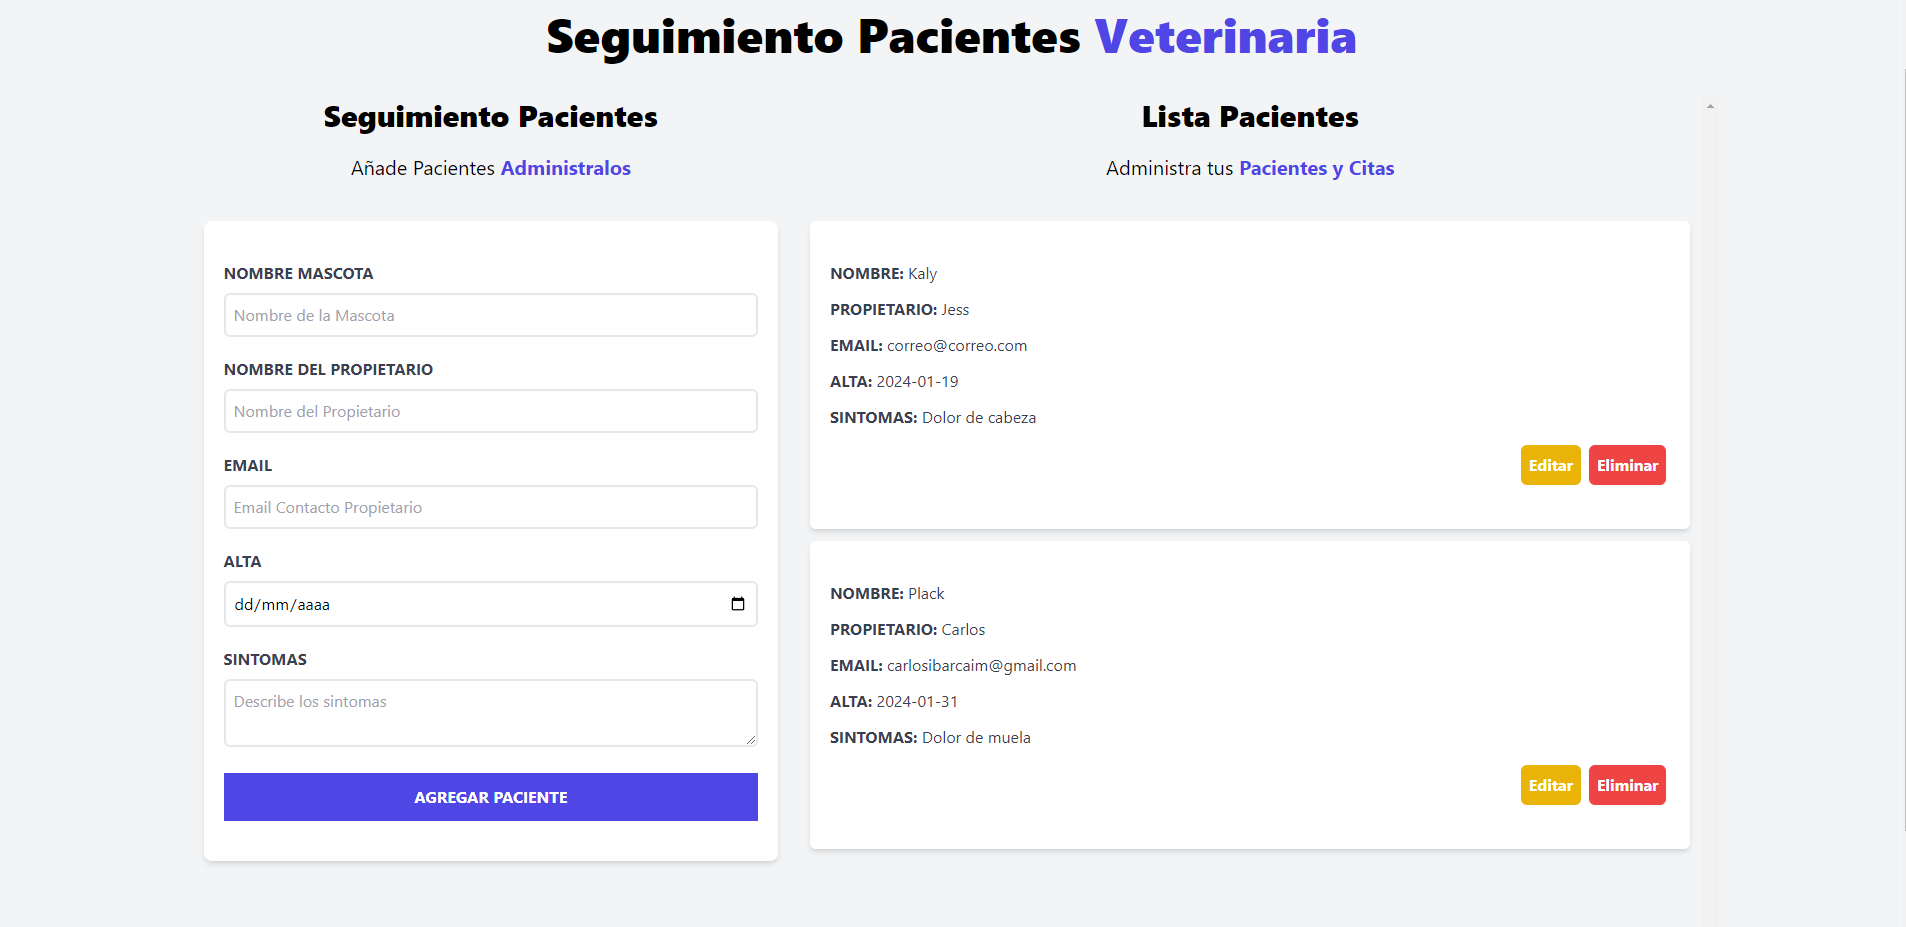 Seguimiento Pacientes Veterinaria
Seguimiento Pacientes
Añade Pacientes Administralos
NOMBRE MASCOTA
Nombre de la Mascota
NOMBRE DEL PROPIETARIO
Nombre del Propietario
EMAIL
Email Contacto Propietario
ALTA
dd/mm/aaaa
SINTOMAS
Describe los sintomas
AGREGAR PACIENTE
Lista Pacientes
Administra tus Pacientes y Citas
NOMBRE: Kaly
PROPIETARIO: Jess
EMAIL: correo@correo.com
ALTA: 2024-01-19
SINTOMAS: Dolor de cabeza
Editar Eliminar
NOMBRE: Plack
PROPIETARIO: Carlos
EMAIL: carlosibarcaim@gmail.com
ALTA: 2024-01-31
SINTOMAS: Dolor de muela
Editar Eliminar